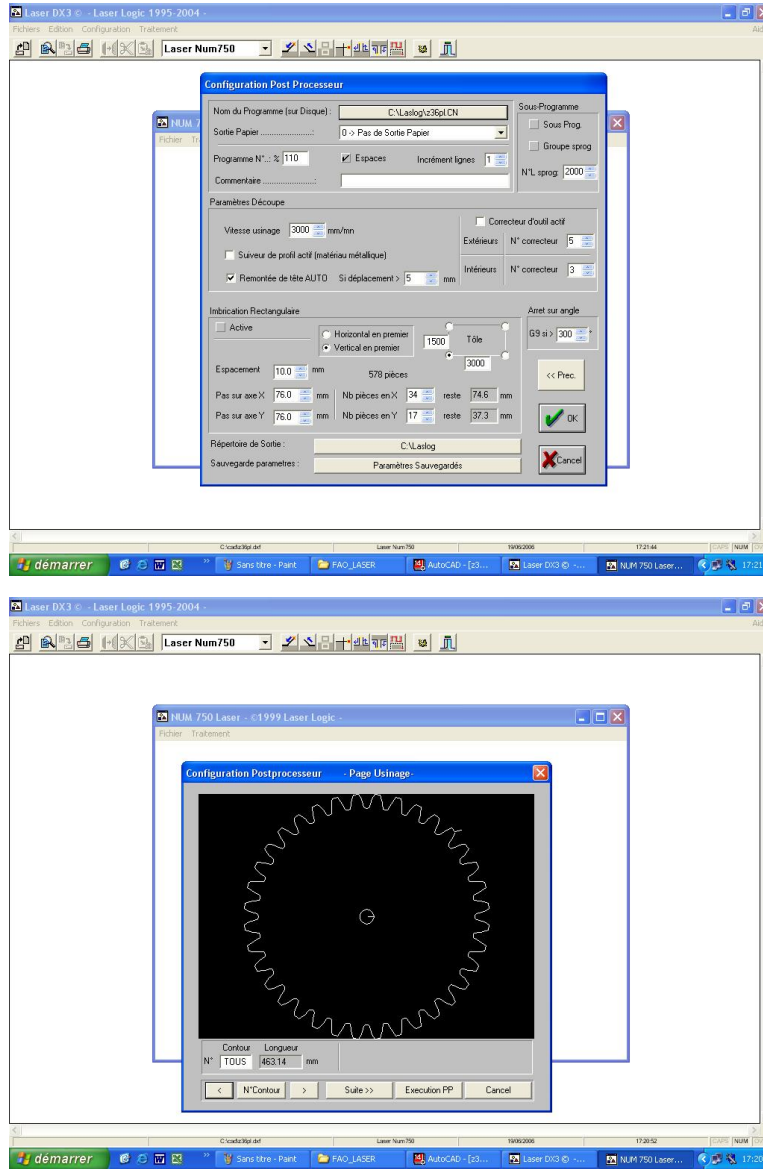 Laser DX3 © - Laser Logic 1995-2004 -
Fichiers Edition Configuration Traitement Aid
Laser Num750
NUM 7
Fichier Tr
Configuration Post Processeur
Nom du Programme (sur Disque) : C:\Laslog\z36pl.CN
Sortie Papier ......................: 0 -> Pas de Sortie Papier
Programme N°..: % 110 Espaces Incrément lignes 1
Commentaire ......................:
Sous-Programme
Sous Prog.
Groupe sprog
N°L sprog: 2000
Paramètres Découpe
Vitesse usinage 3000 mm/mn
Suiveur de profil actif (matériau métallique)
Remontée de tête AUTO Si déplacement > 5 mm
Correcteur d'outil actif
Extérieurs N° correcteur 5
Intérieurs N° correcteur 3
Imbrication Rectangulaire
Active
Horizontal en premier
Vertical en premier
1500 Tôle
3000
Espacement 10.0 mm 578 pièces
Pas sur axe X 76.0 mm Nb pièces en X 34 reste 74.6 mm
Pas sur axe Y 76.0 mm Nb pièces en Y 17 reste 37.3 mm
Arret sur angle
G9 si > 300 °
<< Prec.
OK
Cancel
Répertoire de Sortie : C:\Laslog
Sauvegarde parametres : Paramètres Sauvegardés
C:\cad\z36pl.dxf Laser Num750 19/06/2006 17:21:44 CAPS NUM
démarrer Sans titre - Paint FAO_LASER AutoCAD - [z3... Laser DX3 © -... NUM 750 Laser... 17:21
Laser DX3 © - Laser Logic 1995-2004 -
Fichiers Edition Configuration Traitement Aid
Laser Num750
NUM 750 Laser - ©1999 Laser Logic -
Fichier Traitement
Configuration Postprocesseur - Page Usinage-
Contour Longueur
N° TOUS 463.14 mm
< N°Contour > Suite >> Execution PP Cancel
C:\cad\z36pl.dxf Laser Num750 19/06/2006 17:20:52 CAPS NUM
démarrer Sans titre - Paint FAO_LASER AutoCAD - [z3... Laser DX3 © -... NUM 750 Laser... 17:20